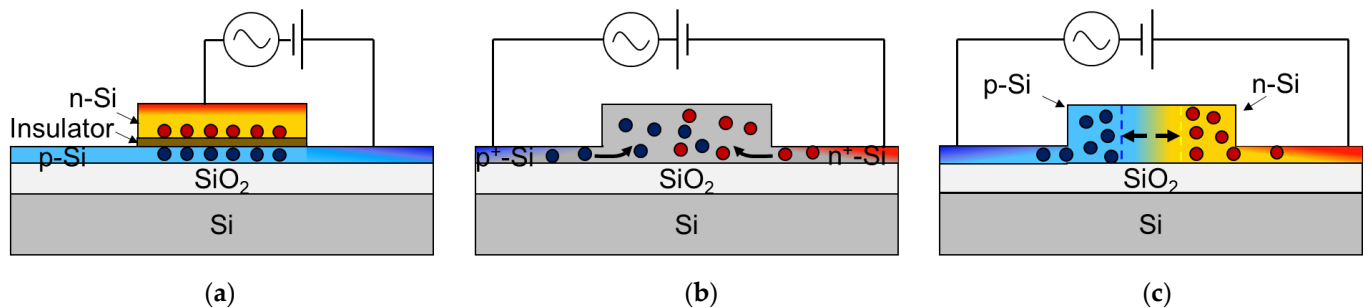 n-Si
Insulator
p-Si
SiO₂
Si
(a)
p⁺-Si
n⁺-Si
SiO₂
Si
(b)
p-Si
n-Si
SiO₂
Si
(c)